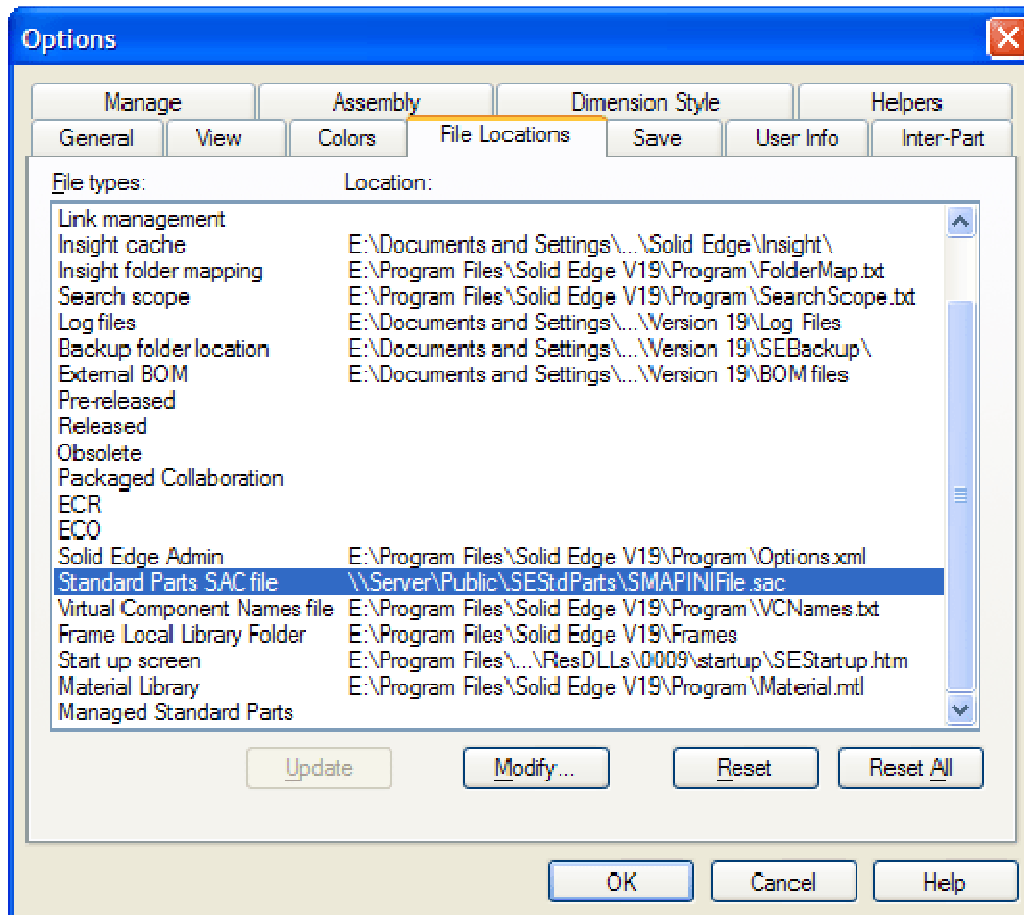 Options
Manage Assembly Dimension Style Helpers
General View Colors File Locations Save User Info Inter-Part
File types: Location:
Link management
Insight cache E:\Documents and Settings\...\Solid Edge\Insight\
Insight folder mapping E:\Program Files\Solid Edge V19\Program\FolderMap.txt
Search scope E:\Program Files\Solid Edge V19\Program\SearchScope.txt
Log files E:\Documents and Settings\...\Version 19\Log Files
Backup folder location E:\Documents and Settings\...\Version 19\SEBackup\
External BOM E:\Documents and Settings\...\Version 19\BOM files
Pre-released
Released
Obsolete
Packaged Collaboration
ECR
ECO
Solid Edge Admin E:\Program Files\Solid Edge V19\Program\Options.xml
Standard Parts SAC file \\Server\Public\SEStdParts\SMAPINIFile.sac
Virtual Component Names file E:\Program Files\Solid Edge V19\Program\VCNames.txt
Frame Local Library Folder E:\Program Files\Solid Edge V19\Frames
Start up screen E:\Program Files\...\ResDLLs\0009\startup\SEStartup.htm
Material Library E:\Program Files\Solid Edge V19\Program\Material.mtl
Managed Standard Parts
Update Modify... Reset Reset All
OK Cancel Help